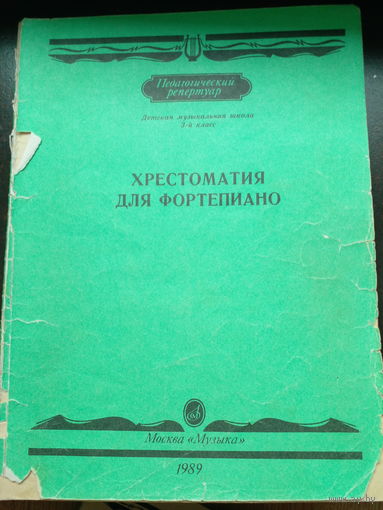 Педагогический
репертуар
Детская музыкальная школа
3-й класс
ХРЕСТОМАТИЯ
ДЛЯ ФОРТЕПИАНО
Москва «Музыка»
1989